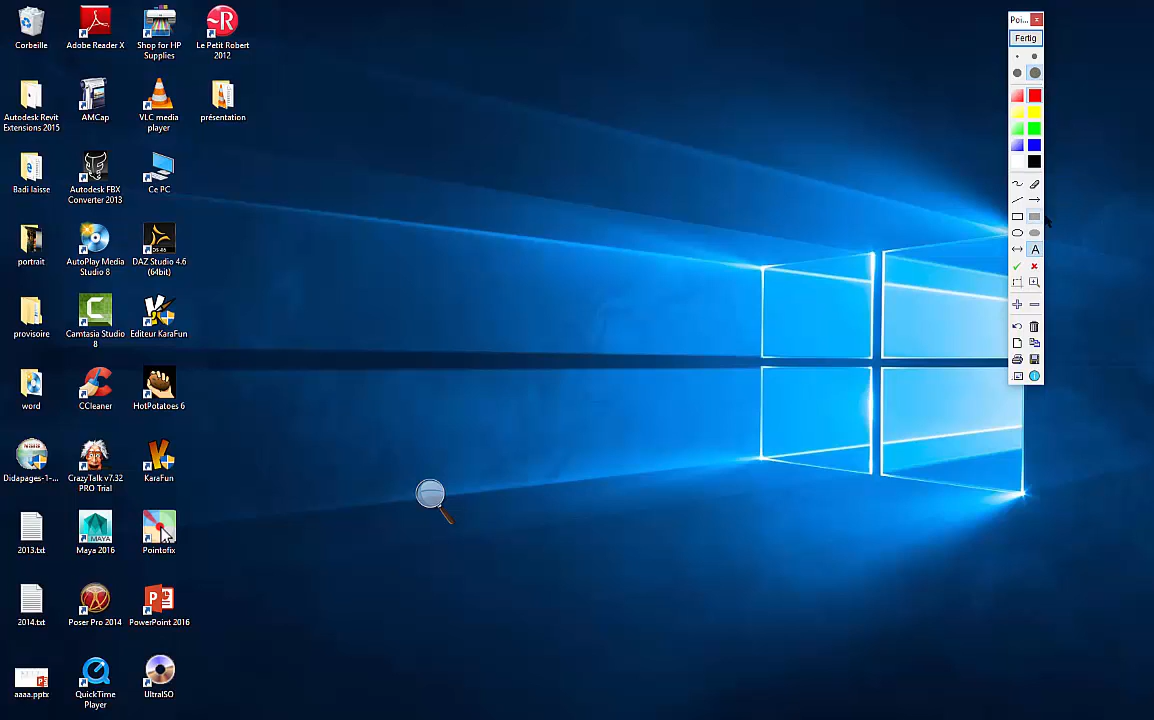 Corbeille
Adobe Reader X
Shop for HP
Supplies
Le Petit Robert
2012
Autodesk Revit
Extensions 2015
AMCap
VLC media
player
présentation
Badi laisse
Autodesk FBX
Converter 2013
Ce PC
portrait
AutoPlay Media
Studio 8
DAZ Studio 4.6
(64bit)
provisoire
Camtasia Studio
8
Editeur KaraFun
word
CCleaner
HotPotatoes 6
Didapages-1-...
CrazyTalk v7.32
PRO Trial
KaraFun
2013.txt
Maya 2016
Pointofix
2014.txt
Poser Pro 2014
PowerPoint 2016
aaaa.pptx
QuickTime
Player
UltraISO
Poi...
Fertig
A